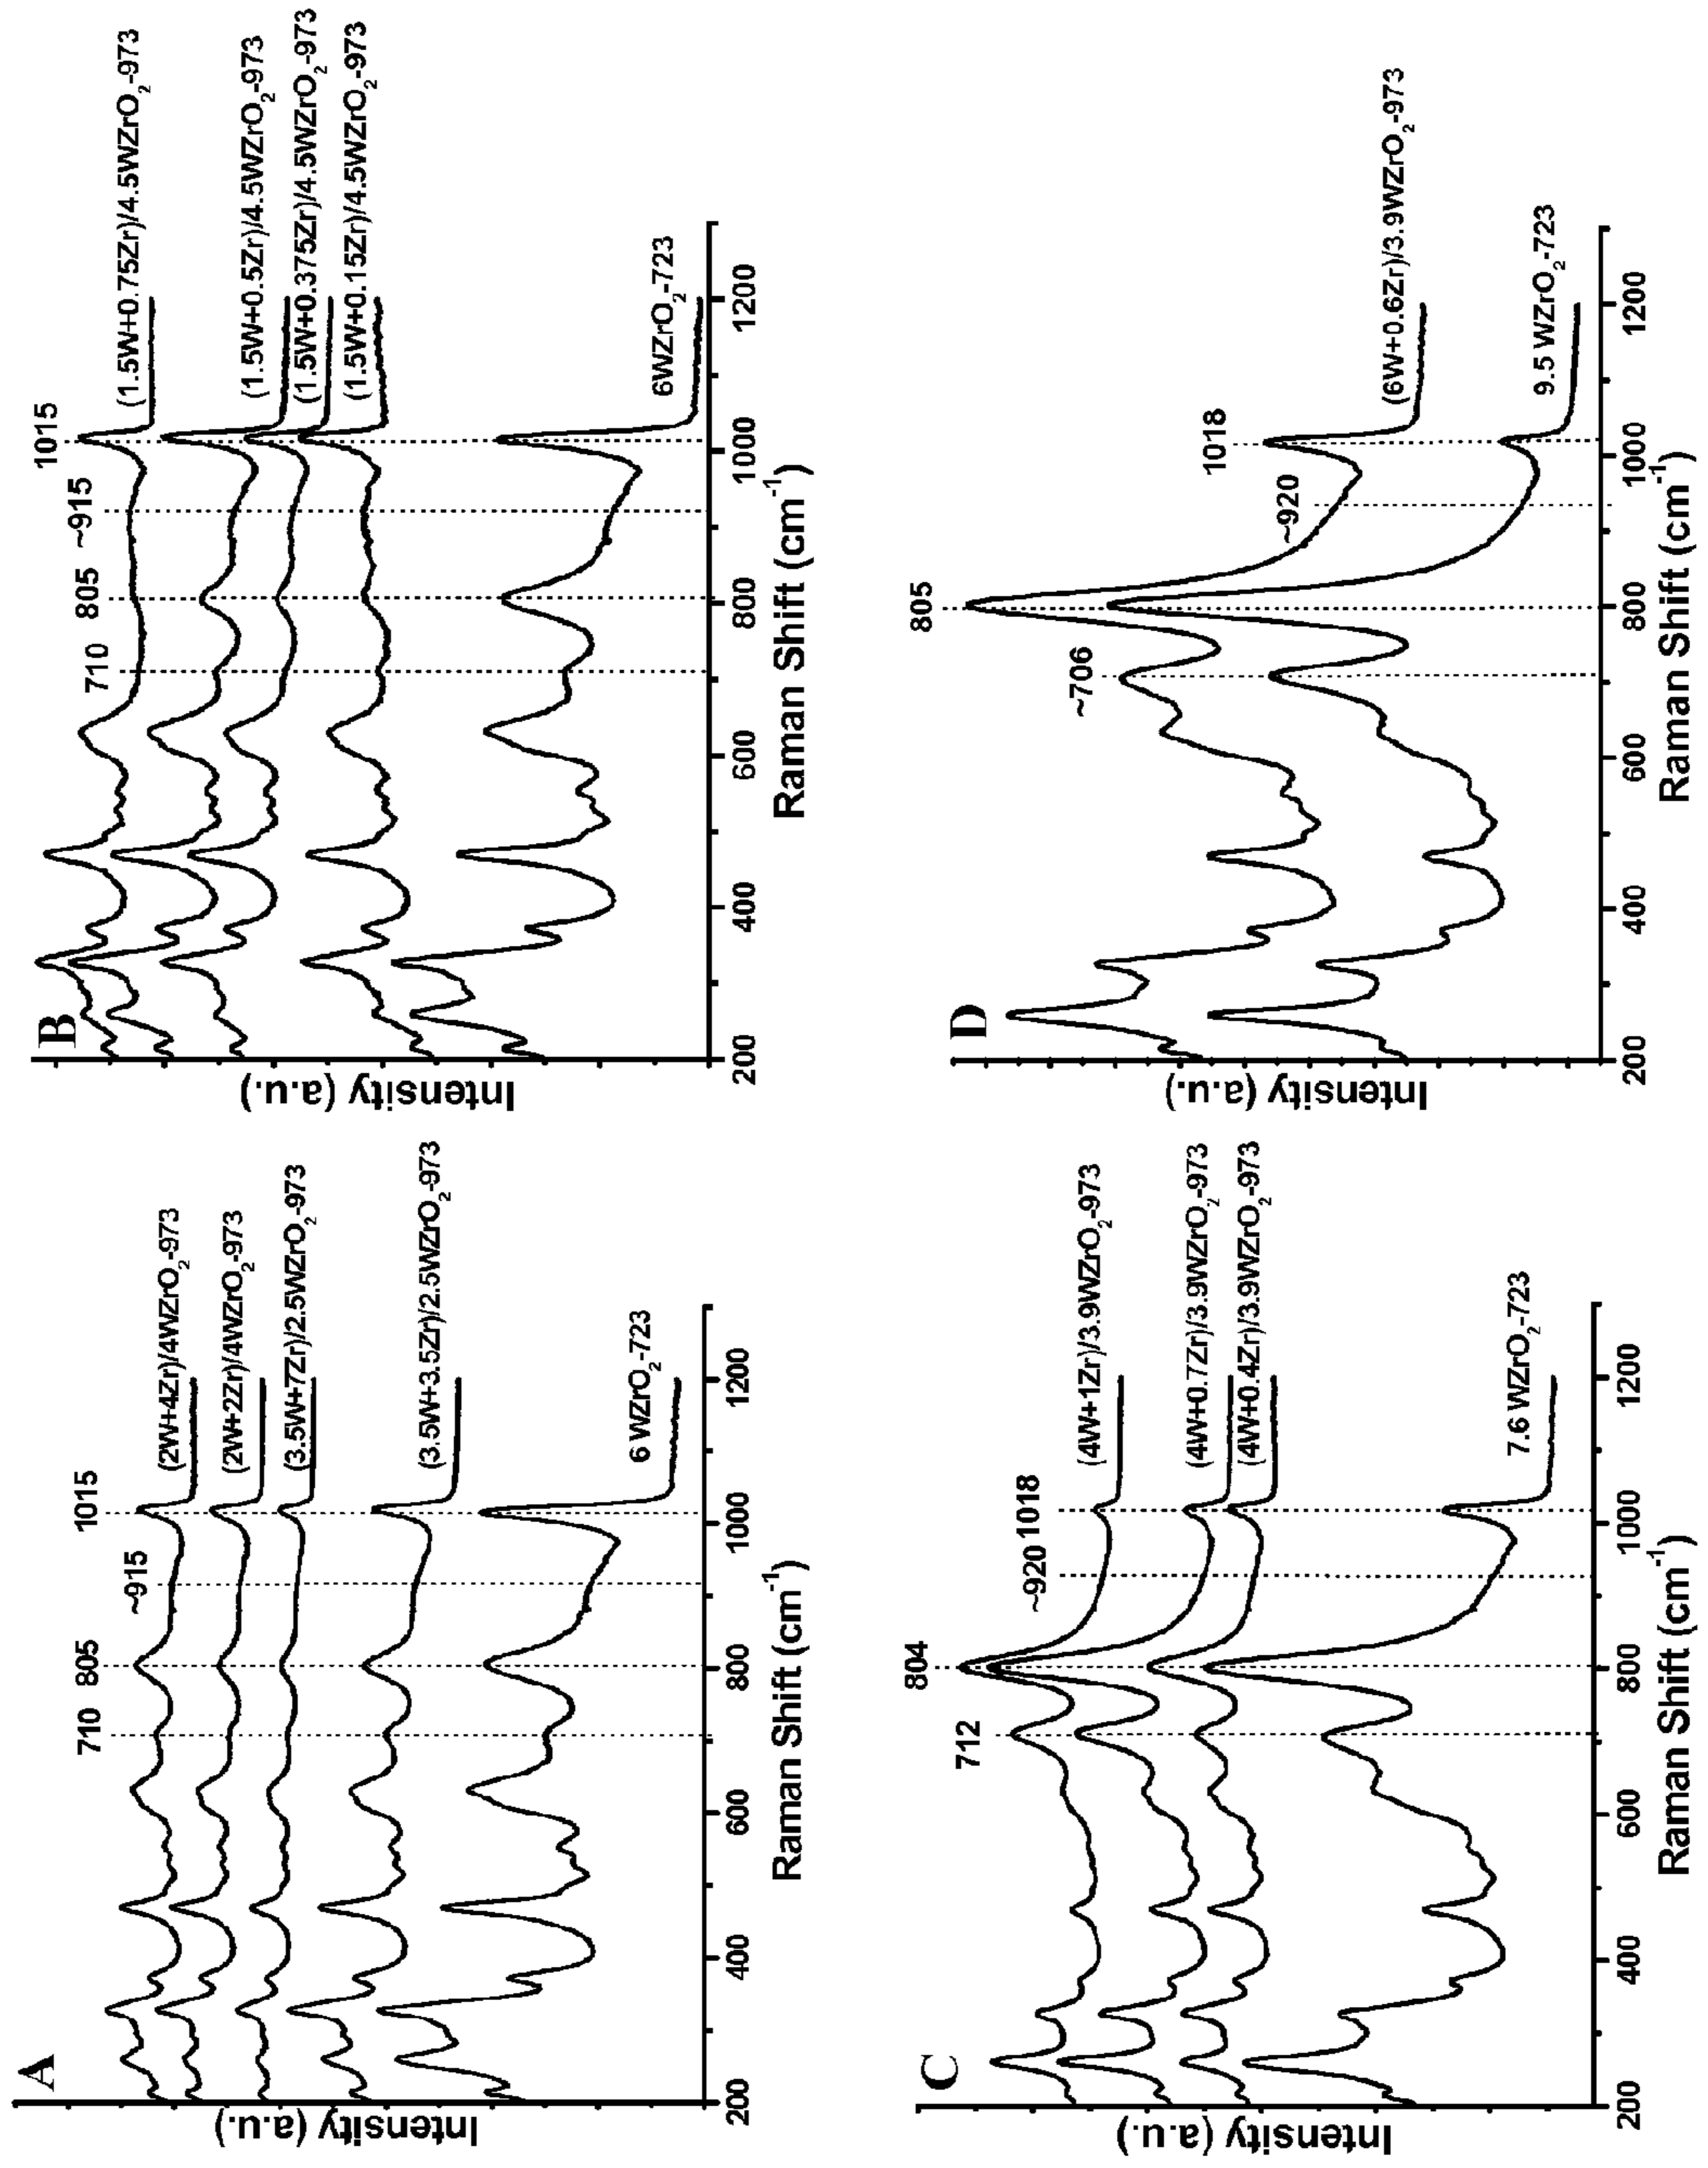 A
710
805
~915
1015
(2W+4Zr)/4WZrO2-973
(2W+2Zr)/4WZrO2-973
(3.5W+7Zr)/2.5WZrO2-973
(3.5W+3.5Zr)/2.5WZrO2-973
6 WZrO2-723
Intensity (a.u.)
200 400 600 800 1000 1200
Raman Shift (cm-1)
B
710
805
~915
1015
(1.5W+0.75Zr)/4.5WZrO2-973
(1.5W+0.5Zr)/4.5WZrO2-973
(1.5W+0.375Zr)/4.5WZrO2-973
(1.5W+0.15Zr)/4.5WZrO2-973
6WZrO2-723
Intensity (a.u.)
200 400 600 800 1000 1200
Raman Shift (cm-1)
C
712
804
~920
1018
(4W+1Zr)/3.9WZrO2-973
(4W+0.7Zr)/3.9WZrO2-973
(4W+0.4Zr)/3.9WZrO2-973
7.6 WZrO2-723
Intensity (a.u.)
200 400 600 800 1000 1200
Raman Shift (cm-1)
D
~706
805
~920
1018
(6W+0.6Zr)/3.9WZrO2-973
9.5 WZrO2-723
Intensity (a.u.)
200 400 600 800 1000 1200
Raman Shift (cm-1)